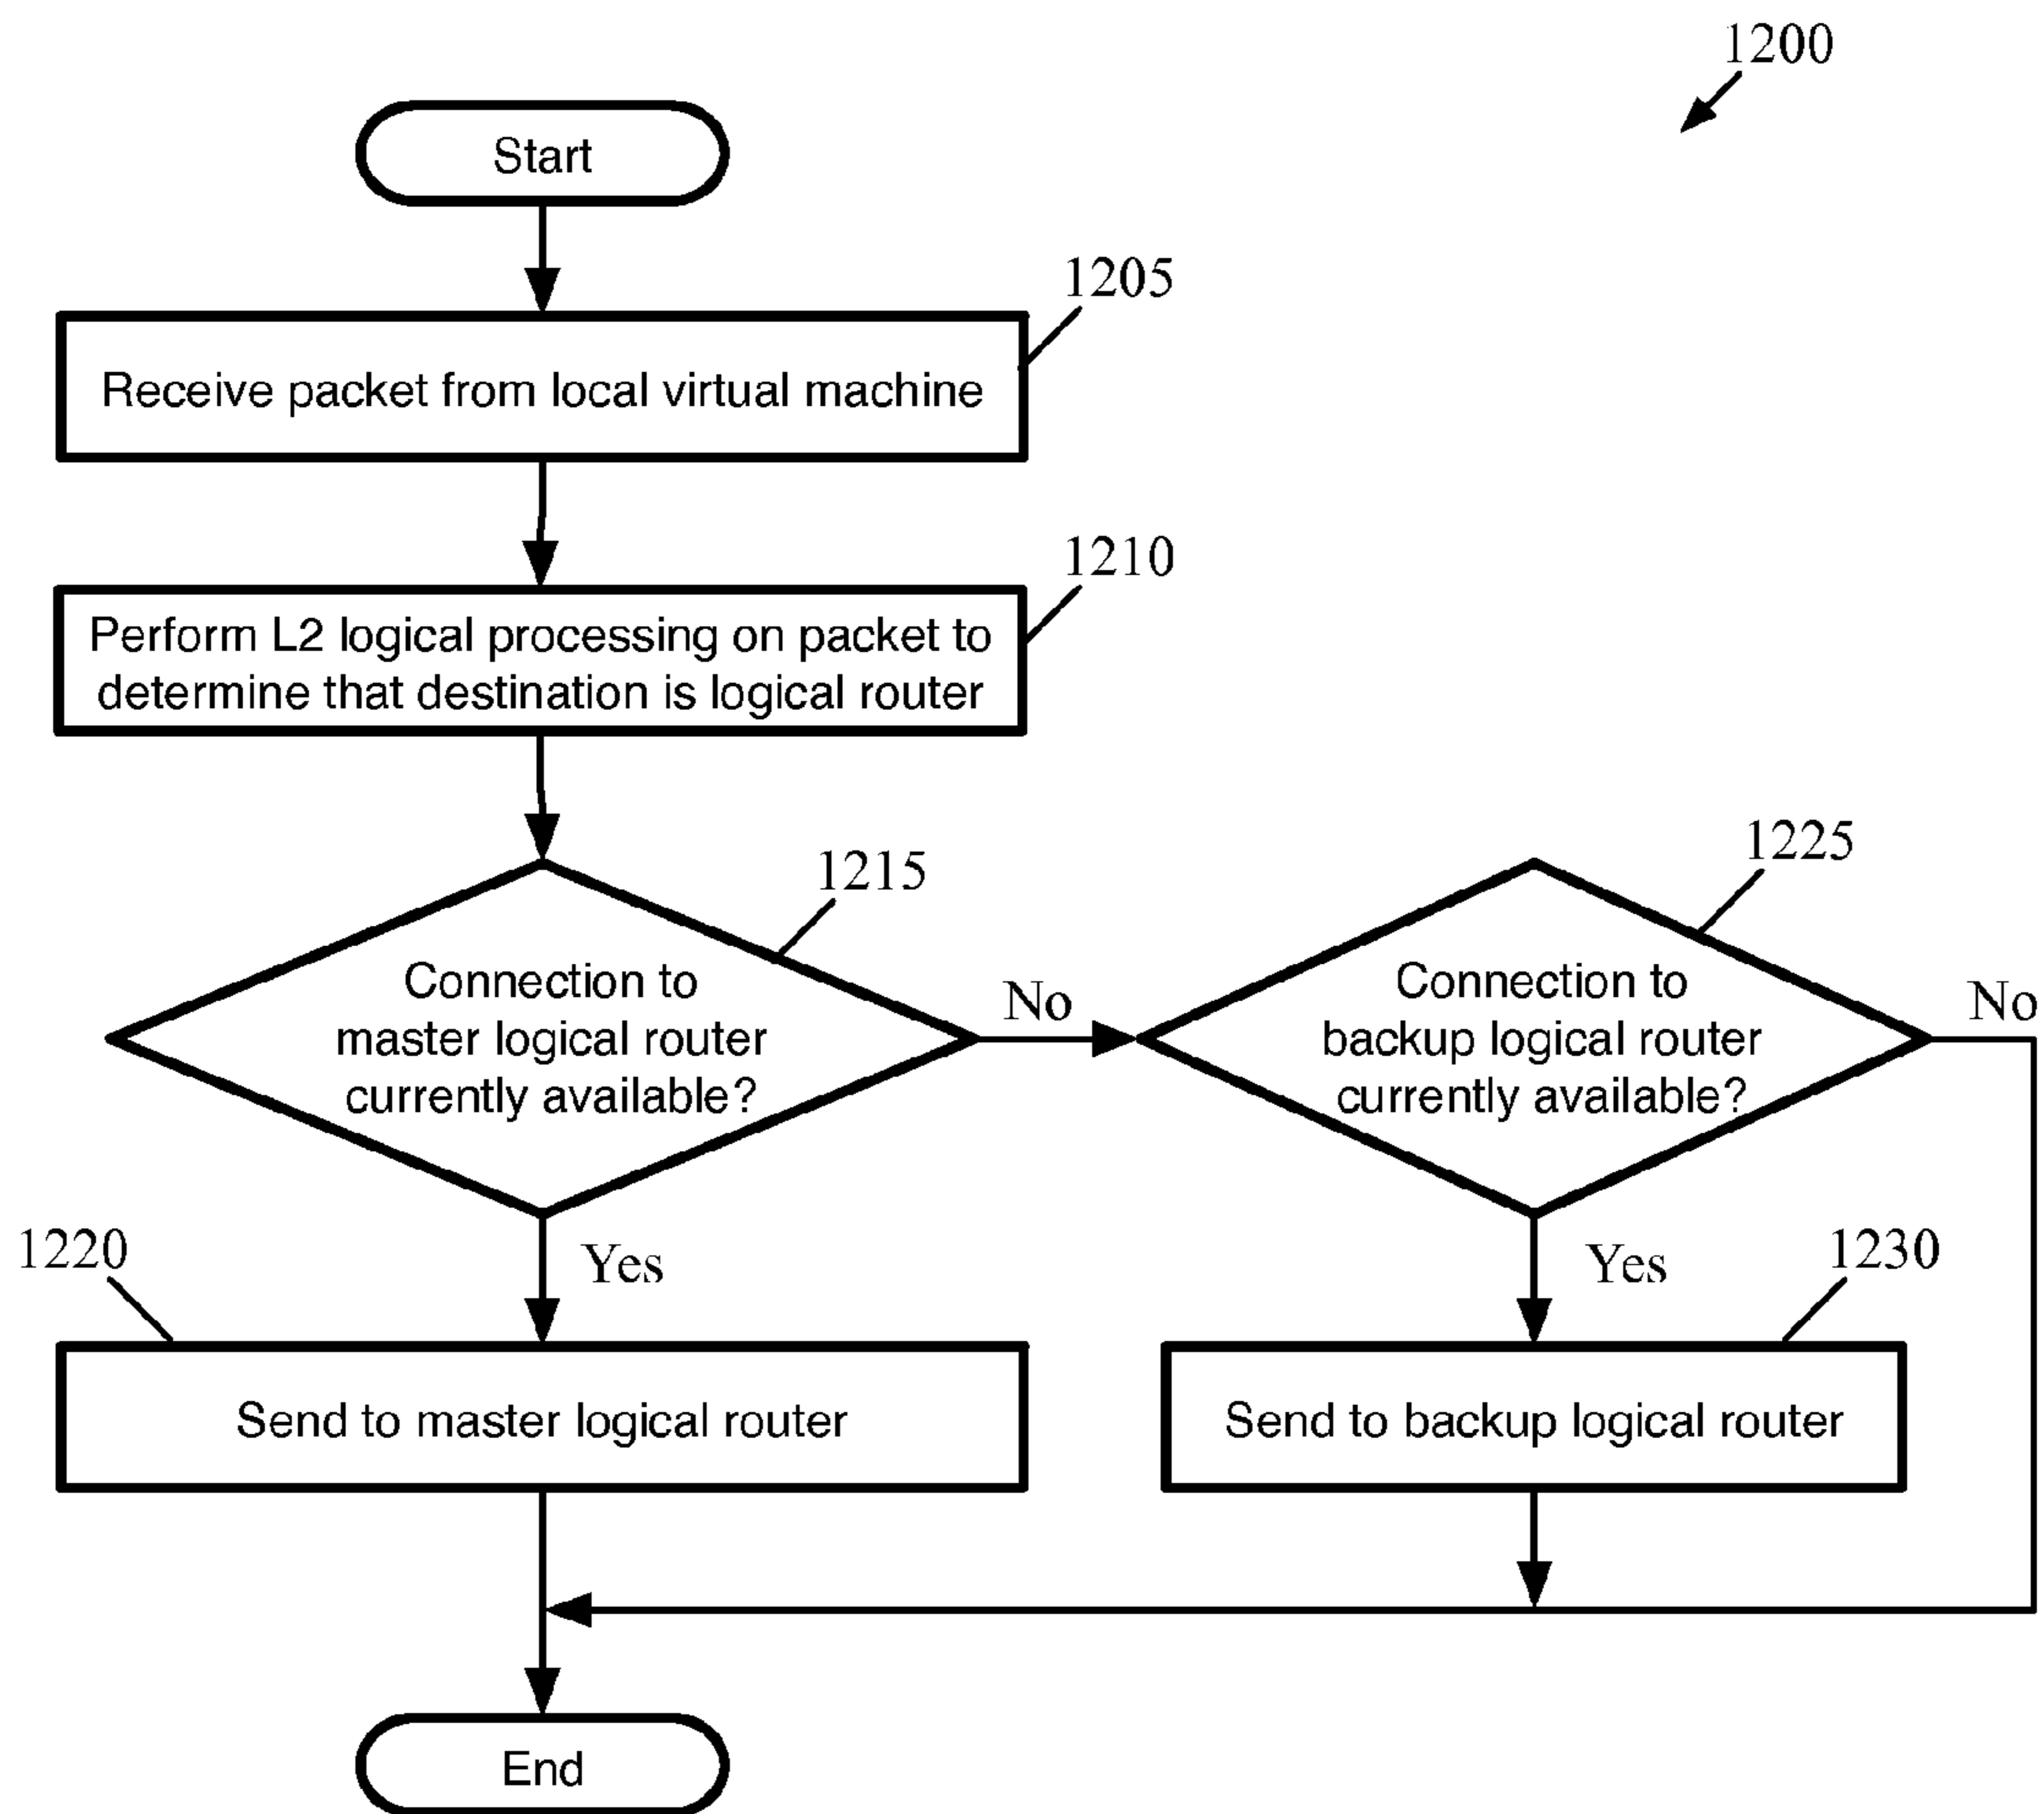 1200
Start
1205
Receive packet from local virtual machine
1210
Perform L2 logical processing on packet to
determine that destination is logical router
1215
Connection to
master logical router
currently available?
No
1225
Connection to
backup logical router
currently available?
No
1220
Yes
Send to master logical router
Yes
1230
Send to backup logical router
End